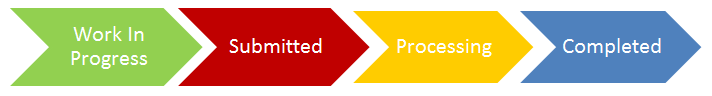 Work In
Progress
Submitted
Processing
Completed